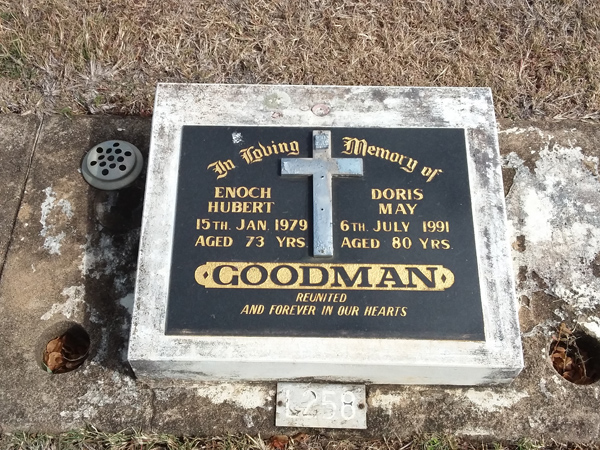 In Loving Memory of
ENOCH
HUBERT
15TH. JAN. 1979
AGED 73 YRS.
DORIS
MAY
6TH. JULY 1991
AGED 80 YRS.
GOODMAN
REUNITED
AND FOREVER IN OUR HEARTS
L258